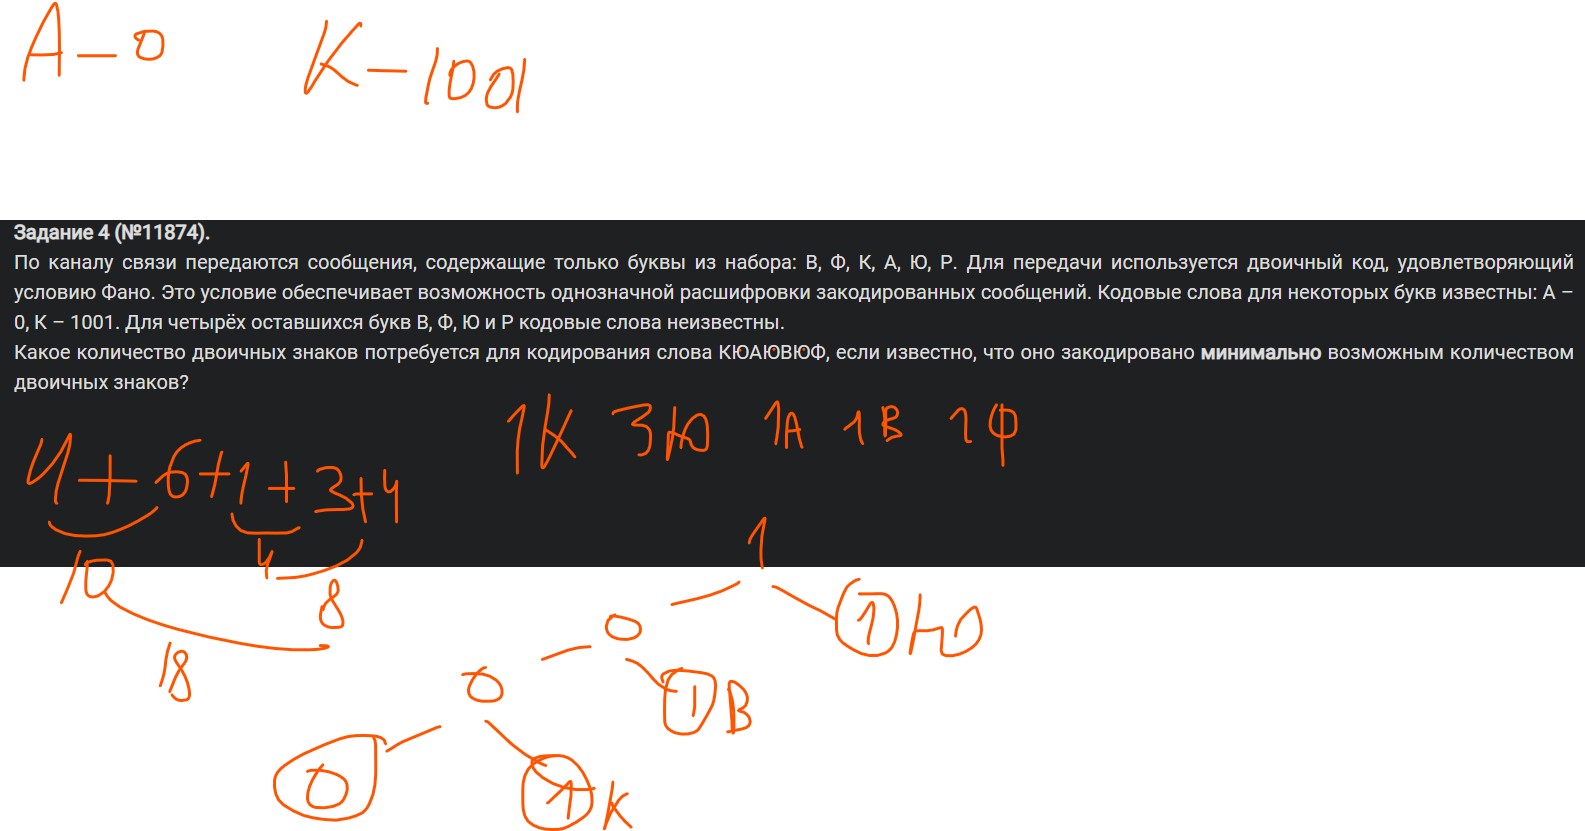 А – 0 К – 1001
Задание 4 (№11874).
По каналу связи передаются сообщения, содержащие только буквы из набора: В, Ф, К, А, Ю, Р. Для передачи используется двоичный код, удовлетворяющий
условию Фано. Это условие обеспечивает возможность однозначной расшифровки закодированных сообщений. Кодовые слова для некоторых букв известны: А –
0, К – 1001. Для четырёх оставшихся букв В, Ф, Ю и Р кодовые слова неизвестны.
Какое количество двоичных знаков потребуется для кодирования слова КЮАЮВЮФ, если известно, что оно закодировано минимально возможным количеством
двоичных знаков?
1К 3Ю 1А 1В 1Ф
4+6+1+3+4
1
10 4
8
0 1 Ю
18
0 1 В
0 1 К